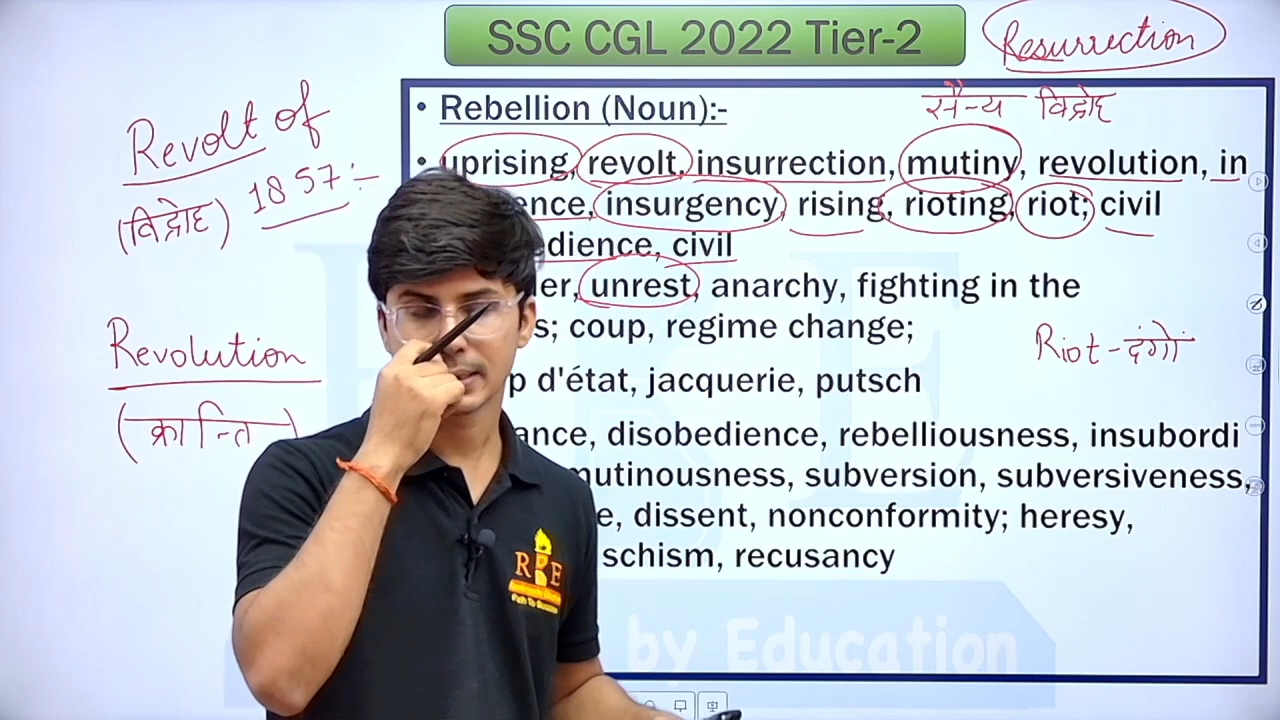 SSC CGL 2022 Tier-2
Resurrection
Revolt of
1857:-
(विद्रोह)
Revolution
(क्रान्ति)
• Rebellion (Noun):-
सैन्य विद्रोह
• uprising, revolt, insurrection, mutiny, revolution, in
ence, insurgency, rising, rioting, riot; civil
edience, civil
er, unrest, anarchy, fighting in the
s; coup, regime change;
p d'état, jacquerie, putsch
Riot-दंगों
ance, disobedience, rebelliousness, insubordi
mutinousness, subversion, subversiveness,
e, dissent, nonconformity; heresy,
schism, recusancy
by Education
R E